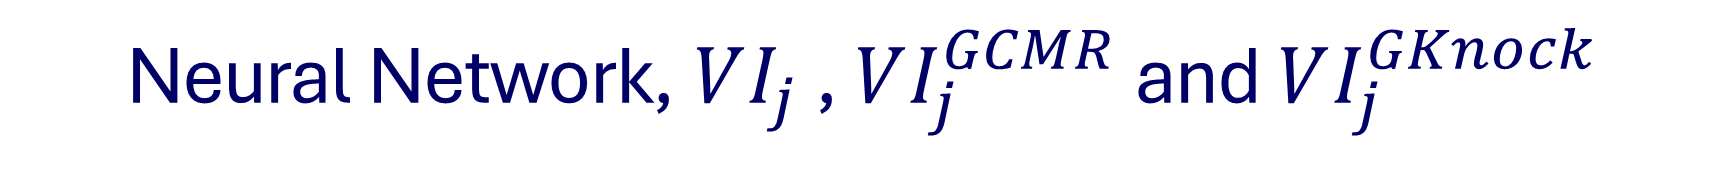 Neural Network, $VI_j$ , $VI_j^{GCMR}$ and $VI_j^{GKnock}$